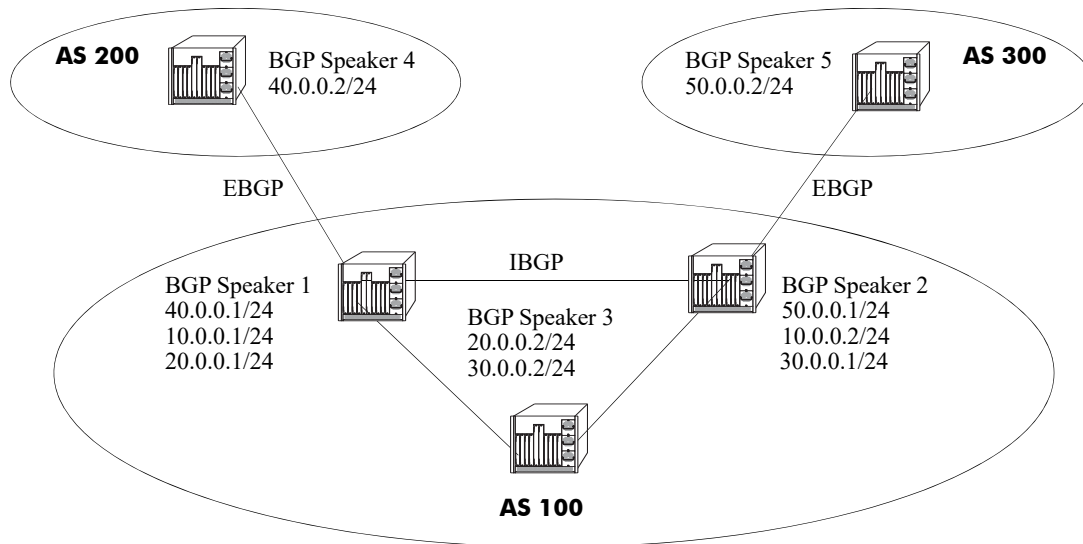 AS 200
BGP Speaker 4
40.0.0.2/24
BGP Speaker 5
50.0.0.2/24
AS 300
EBGP
EBGP
IBGP
BGP Speaker 1
40.0.0.1/24
10.0.0.1/24
20.0.0.1/24
BGP Speaker 3
20.0.0.2/24
30.0.0.2/24
BGP Speaker 2
50.0.0.1/24
10.0.0.2/24
30.0.0.1/24
AS 100